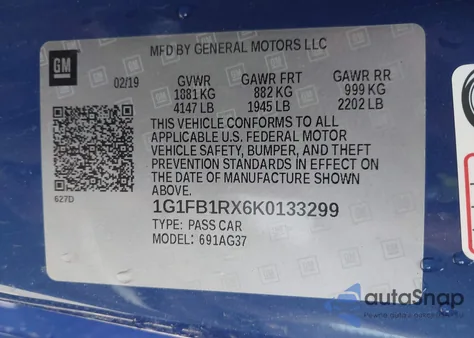 MFD BY GENERAL MOTORS LLC
GM
02/19
GVWR GAWR FRT GAWR RR
1881 KG 882 KG 999 KG
4147 LB 1945 LB 2202 LB
THIS VEHICLE CONFORMS TO ALL
APPLICABLE U.S. FEDERAL MOTOR
VEHICLE SAFETY, BUMPER, AND THEFT
PREVENTION STANDARDS IN EFFECT ON
THE DATE OF MANUFACTURE SHOWN
ABOVE.
627D
1G1FB1RX6K0133299
TYPE: PASS CAR
MODEL: 691AG37
autoSnap